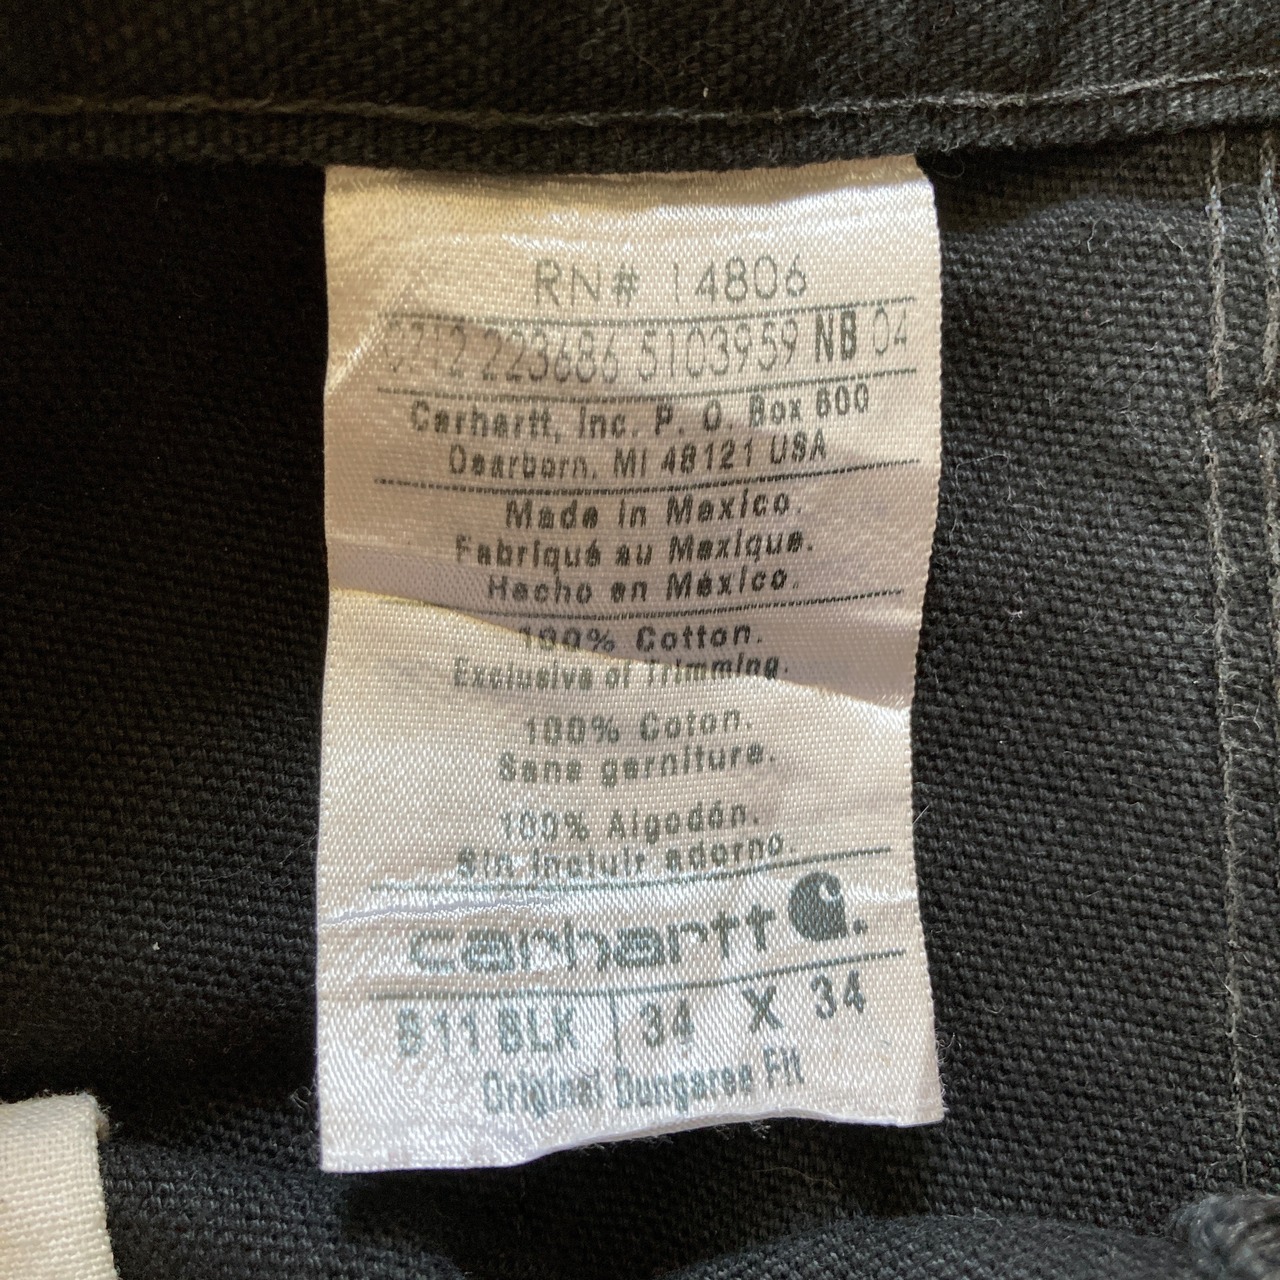 RN# 14806
0212 223686 5103959 NB 04
Carhartt, Inc. P. O. Box 600
Dearborn, MI 48121 USA
Made in Mexico.
Fabriqué au Mexique.
Hecho en México.
100% Cotton.
Exclusive of Trimming.
100% Coton.
Sans garniture.
100% Algodón.
Sin incluir adorno.
carhartt
B11 BLK 34 X 34
Original Dungaree Fit